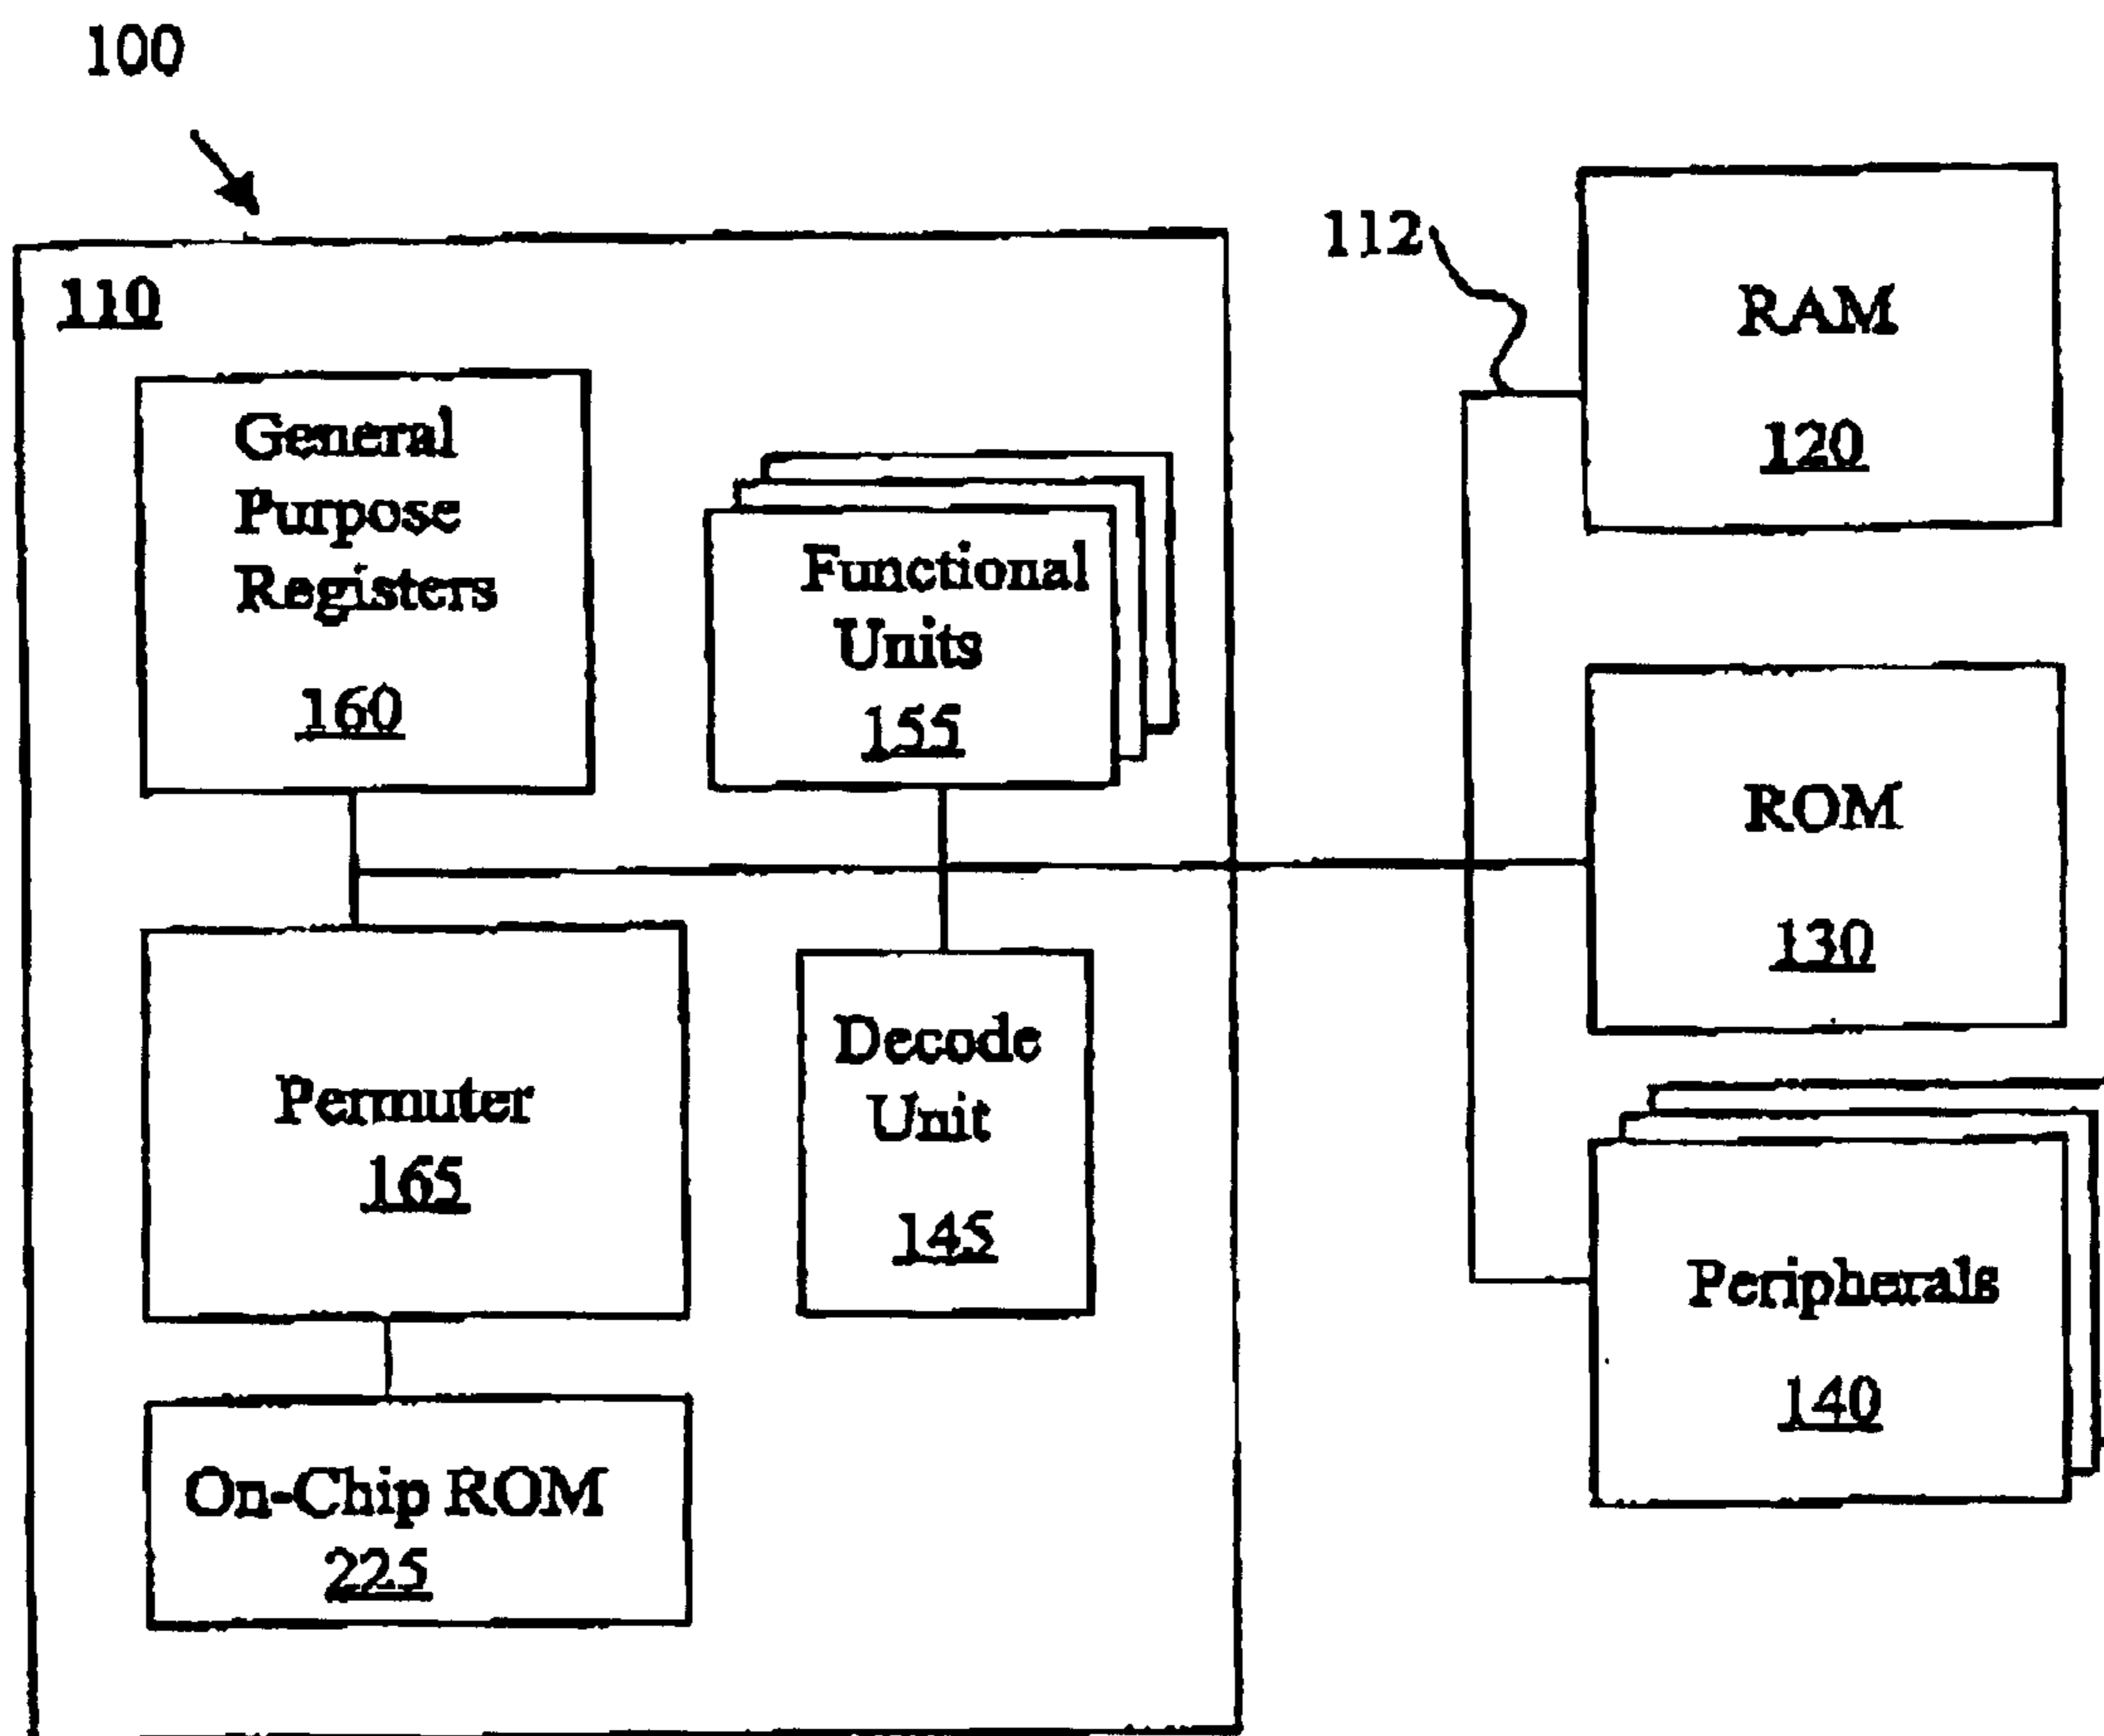 100
112
110
RAM
120
General
Purpose
Registers
160
Functional
Units
155
ROM
130
Permuter
165
Decode
Unit
145
Peripherals
140
On-Chip ROM
225